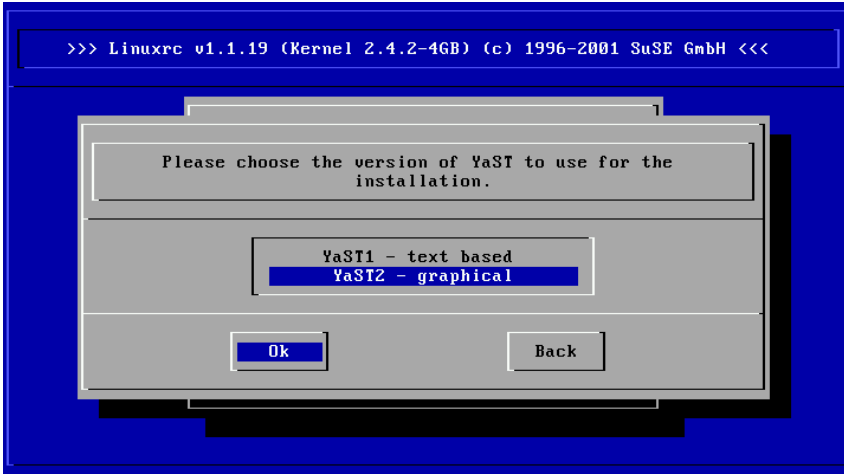 >>> Linuxrc v1.1.19 (Kernel 2.4.2-4GB) (c) 1996-2001 SuSE GmbH <<<
Please choose the version of YaST to use for the
installation.
YaST1 - text based
YaST2 - graphical
Ok
Back